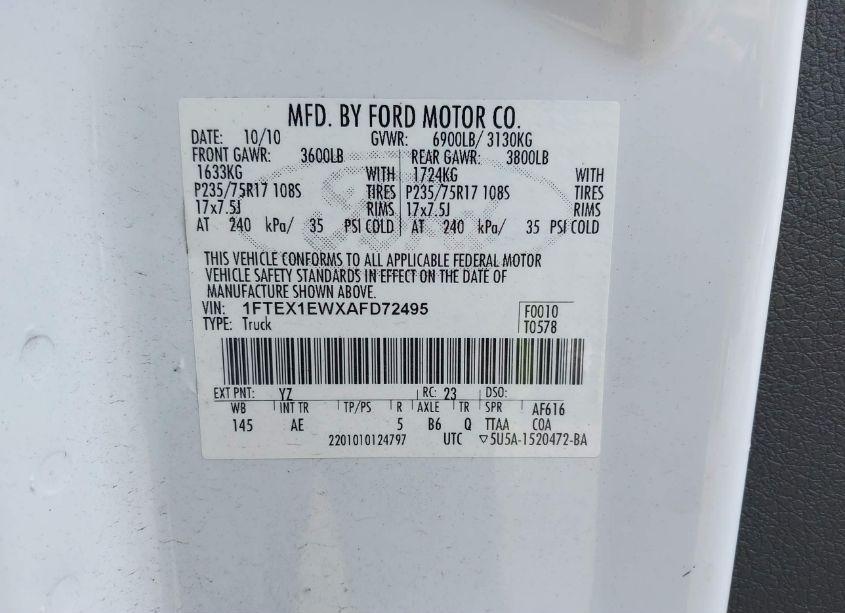 MFD. BY FORD MOTOR CO.
DATE: 10/10 GVWR: 6900LB/ 3130KG
FRONT GAWR: 3600LB REAR GAWR: 3800LB
1633KG WITH 1724KG WITH
P235/75R17 108S TIRES P235/75R17 108S TIRES
17x7.5J RIMS 17x7.5J RIMS
AT 240 kPa/ 35 PSI COLD AT 240 kPa/ 35 PSI COLD
THIS VEHICLE CONFORMS TO ALL APPLICABLE FEDERAL MOTOR
VEHICLE SAFETY STANDARDS IN EFFECT ON THE DATE OF
MANUFACTURE SHOWN ABOVE.
VIN: 1FTEX1EWXAFD72495 F0010
TYPE: Truck T0578
EXT PNT: YZ RC: 23 DSO:
WB INT TR TP/PS R AXLE TR SPR AF616
145 AE 5 B6 Q TTAA COA
2201010124797 UTC ▽5U5A-1520472-BA